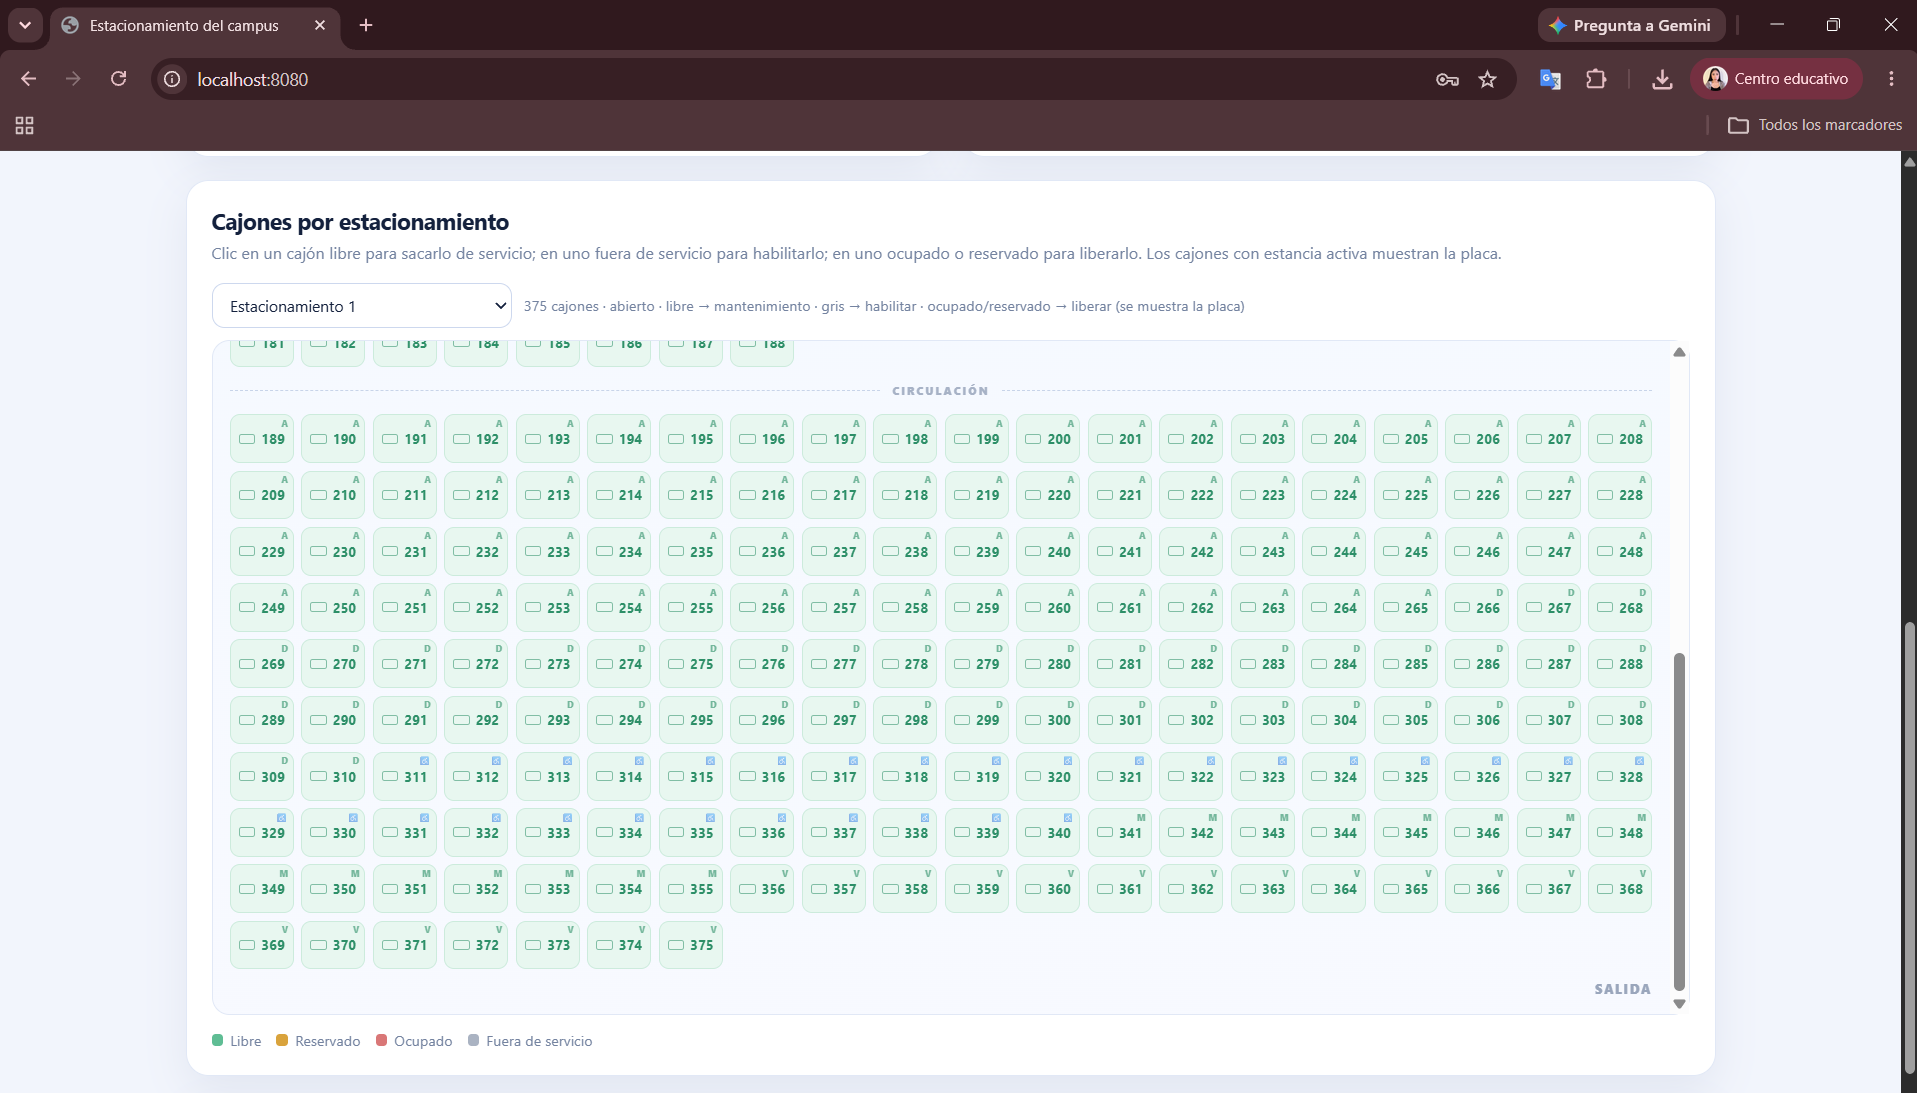 Estacionamiento del campus
Pregunta a Gemini
localhost:8080
Centro educativo
Todos los marcadores
Cajones por estacionamiento
Clic en un cajón libre para sacarlo de servicio; en uno fuera de servicio para habilitarlo; en uno ocupado o reservado para liberarlo. Los cajones con estancia activa muestran la placa.
Estacionamiento 1
375 cajones · abierto · libre → mantenimiento · gris → habilitar · ocupado/reservado → liberar (se muestra la placa)
181 182 183 184 185 186 187 188
CIRCULACIÓN
A A A A A A A A A A A A A A A A A A A A
189 190 191 192 193 194 195 196 197 198 199 200 201 202 203 204 205 206 207 208
A A A A A A A A A A A A A A A A A A A A
209 210 211 212 213 214 215 216 217 218 219 220 221 222 223 224 225 226 227 228
A A A A A A A A A A A A A A A A A A A A
229 230 231 232 233 234 235 236 237 238 239 240 241 242 243 244 245 246 247 248
A A A A A A A A A A A A A A A A A D D D
249 250 251 252 253 254 255 256 257 258 259 260 261 262 263 264 265 266 267 268
D D D D D D D D D D D D D D D D D D D D
269 270 271 272 273 274 275 276 277 278 279 280 281 282 283 284 285 286 287 288
D D D D D D D D D D D D D D D D D D D D
289 290 291 292 293 294 295 296 297 298 299 300 301 302 303 304 305 306 307 308
D D
309 310 311 312 313 314 315 316 317 318 319 320 321 322 323 324 325 326 327 328
M M M M M M M M
329 330 331 332 333 334 335 336 337 338 339 340 341 342 343 344 345 346 347 348
M M M M M M M V V V V V V V V V V V V V
349 350 351 352 353 354 355 356 357 358 359 360 361 362 363 364 365 366 367 368
V V V V V V V
369 370 371 372 373 374 375
SALIDA
Libre Reservado Ocupado Fuera de servicio